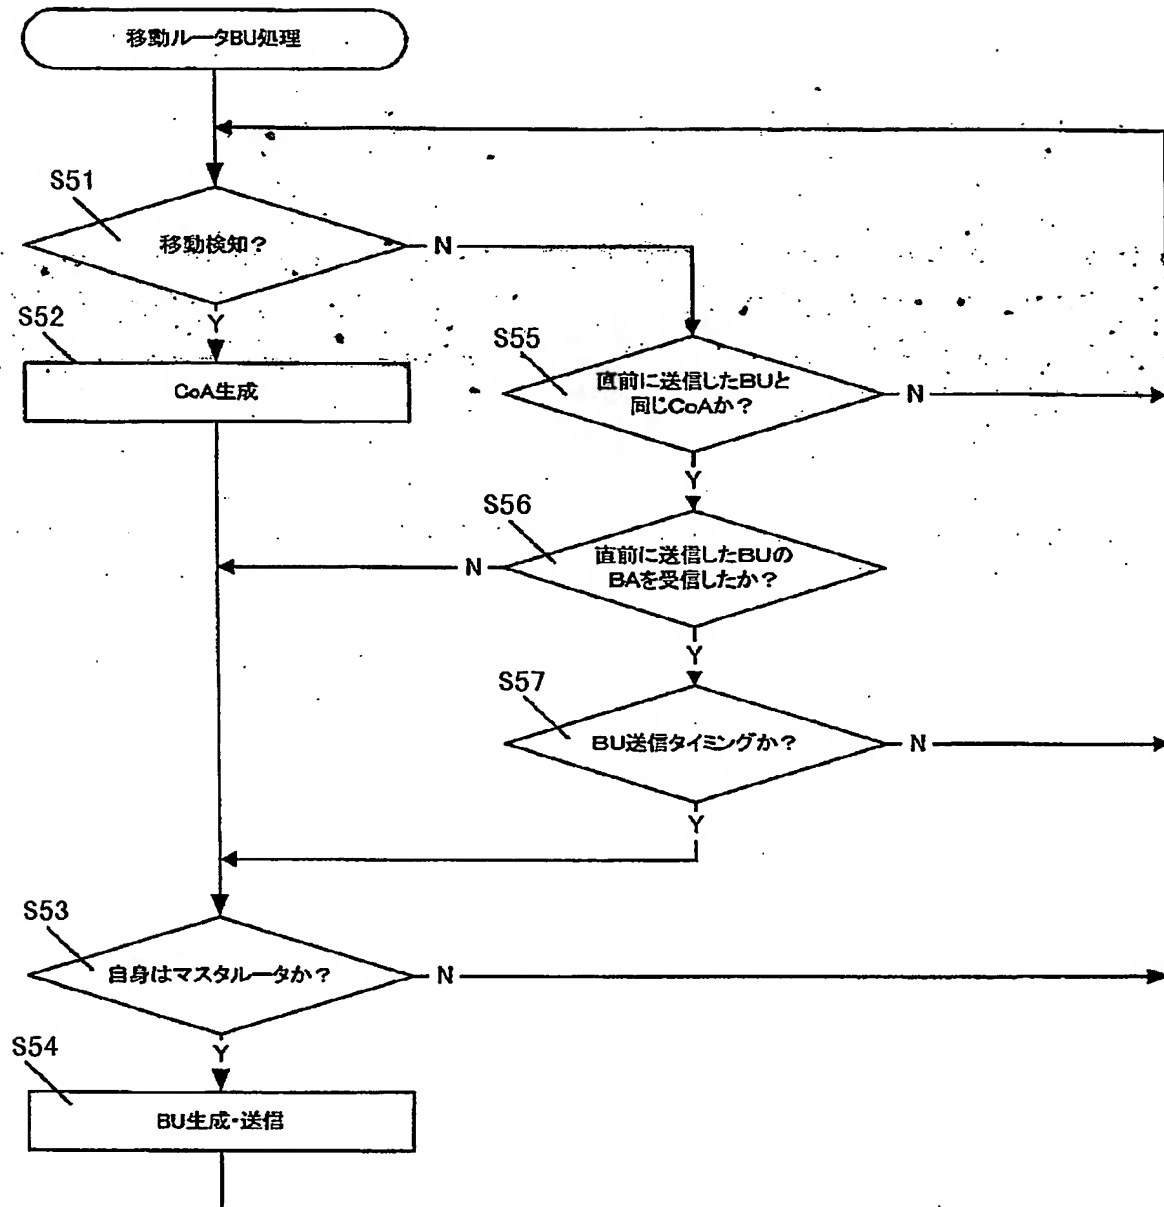 移動ルータBU処理
S51
移動検知？
N
Y
S52
CoA生成
S55
直前に送信したBUと
同じCoAか？
N
Y
S56
直前に送信したBUの
BAを受信したか？
N
Y
S57
BU送信タイミングか？
N
Y
S53
自身はマスタルータか？
N
Y
S54
BU生成・送信